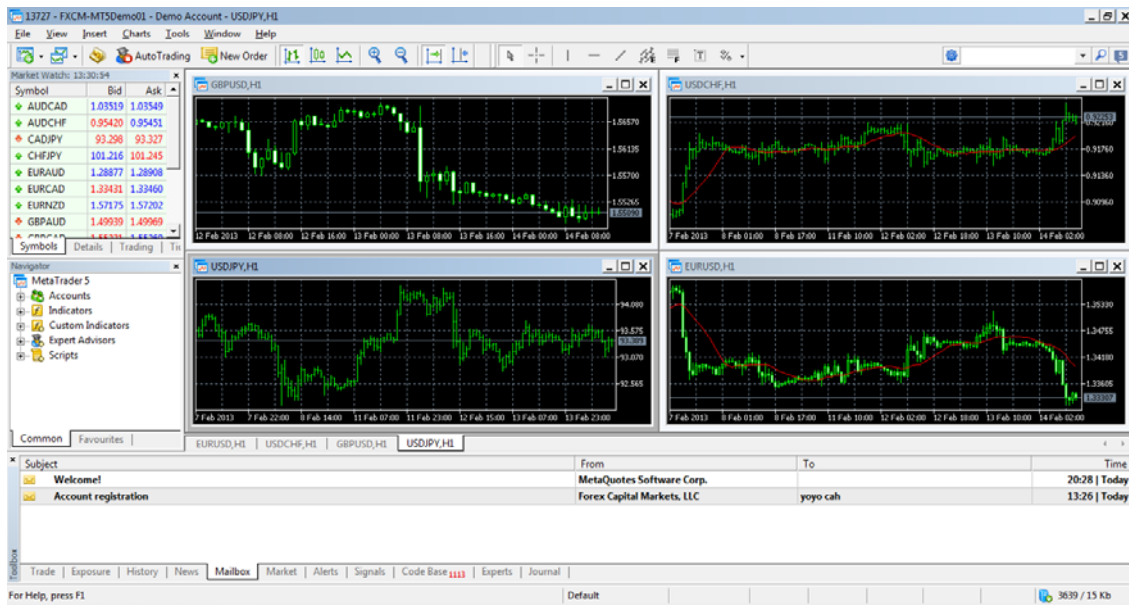 13727 - FXCM-MT5Demo01 - Demo Account - USDJPY,H1
File View Insert Charts Tools Window Help
AutoTrading New Order
Market Watch: 13:30:54
Symbol Bid Ask
AUDCAD 1.03519 1.03549
AUDCHF 0.95420 0.95451
CADJPY 93.298 93.327
CHFJPY 101.216 101.245
EURAUD 1.28877 1.28908
EURCAD 1.33431 1.33460
EURNZD 1.57175 1.57202
GBPAUD 1.49939 1.49969
Symbols Details Trading
Navigator
MetaTrader 5
Accounts
Indicators
Custom Indicators
Expert Advisors
Scripts
Common Favourites
GBPUSD,H1
1.56570
1.56135
1.55700
1.55265
1.55090
12 Feb 2013 12 Feb 08:00 12 Feb 16:00 13 Feb 00:00 13 Feb 08:00 13 Feb 16:00 14 Feb 00:00 14 Feb 08:00
USDCHF,H1
0.92253
0.92160
0.91760
0.91360
0.90960
7 Feb 2013 8 Feb 01:00 8 Feb 17:00 11 Feb 10:00 12 Feb 02:00 12 Feb 18:00 13 Feb 10:00 14 Feb 02:00
USDJPY,H1
94.080
93.575
93.389
93.070
92.565
7 Feb 2013 7 Feb 22:00 8 Feb 14:00 11 Feb 07:00 11 Feb 23:00 12 Feb 15:00 13 Feb 07:00 13 Feb 23:00
EURUSD,H1
1.35330
1.34755
1.34180
1.33605
1.33307
7 Feb 2013 8 Feb 01:00 8 Feb 17:00 11 Feb 10:00 12 Feb 02:00 12 Feb 18:00 13 Feb 10:00 14 Feb 02:00
EURUSD,H1 USDCHF,H1 GBPUSD,H1 USDJPY,H1
Subject From To Time
Welcome! MetaQuotes Software Corp. 20:28 | Today
Account registration Forex Capital Markets, LLC yoyo cah 13:26 | Today
Toolbox
Trade Exposure History News Mailbox Market Alerts Signals Code Base 1113 Experts Journal
For Help, press F1 Default 3639 / 15 Kb